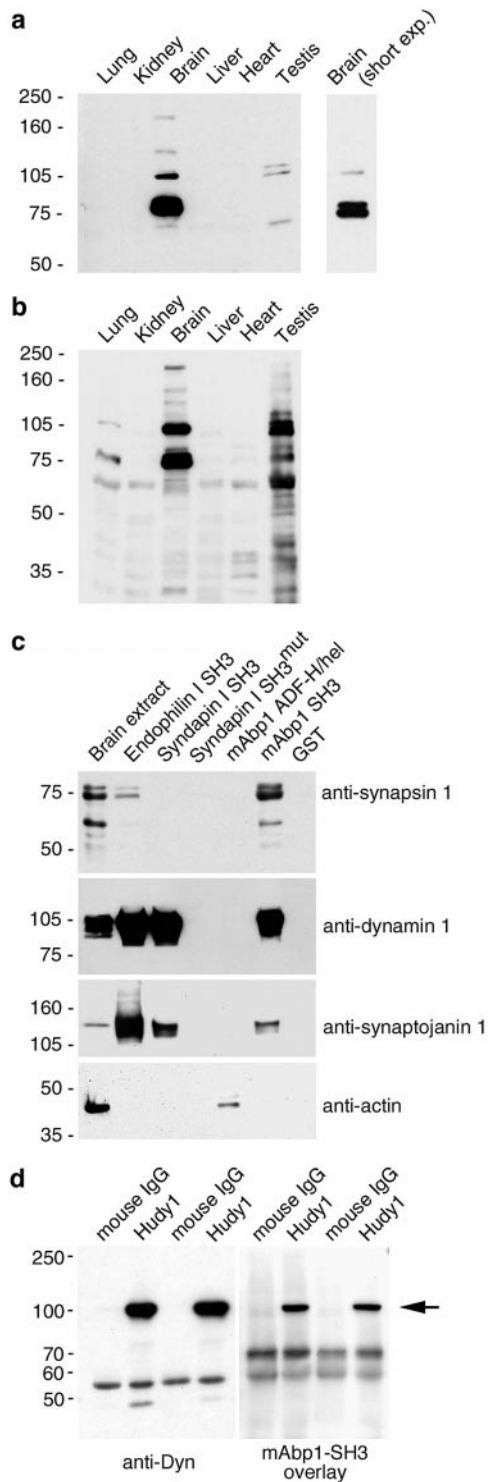 a
Lung Kidney Brain Liver Heart Testis Brain (short exp.)
250 -
160 -
105 -
75 -
50 -
b
Lung Kidney Brain Liver Heart Testis
250 -
160 -
105 -
75 -
50 -
35 -
c
Brain extract Endophilin I SH3 Syndapin I SH3 Syndapin I SH3mut mAbp1 ADF-H/hel mAbp1 SH3 GST
75 -
50 -
anti-synapsin 1
105 -
75 -
anti-dynamin 1
160 -
105 -
anti-synaptojanin 1
50 -
35 -
anti-actin
d
mouse IgG Hudy1 mouse IgG Hudy1 mouse IgG Hudy1 mouse IgG Hudy1
250 -
100 -
70 -
60 -
50 -
anti-Dyn
mAbp1-SH3
overlay